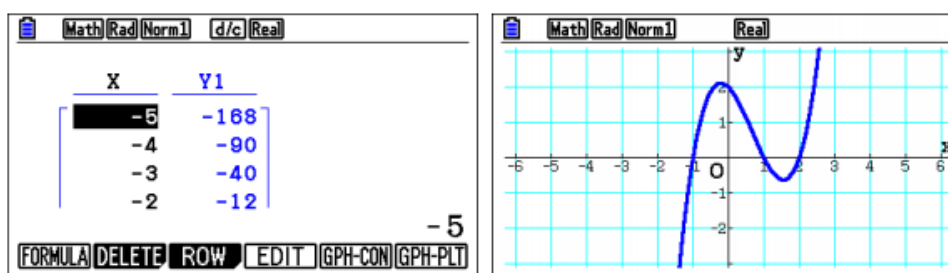 Math Rad Norm1 d/c Real
X Y1
-5 -168
-4 -90
-3 -40
-2 -12
-5
FORMULA DELETE ROW EDIT GPH-CON GPH-PLT
Math Rad Norm1 Real
y
2
1
-6 -5 -4 -3 -2 -1 O 1 2 3 4 5 6 x
-1
-2